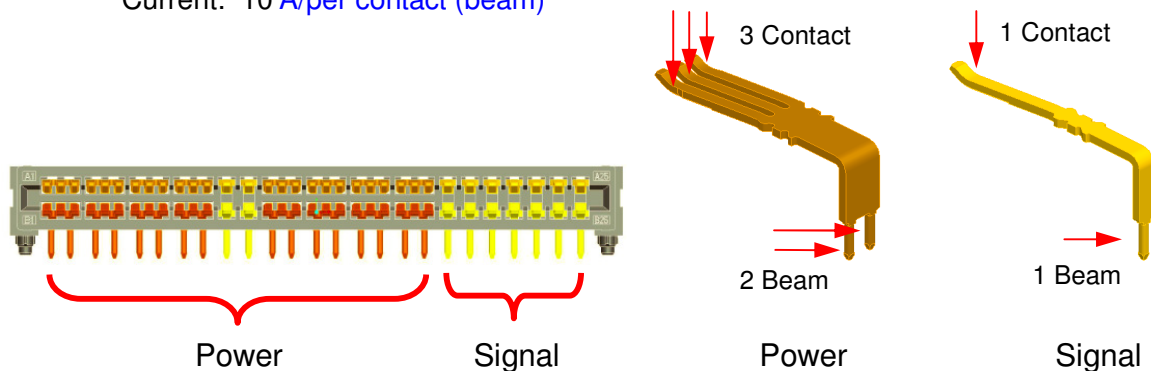 Current: 10 A/per contact (beam)
3 Contact
1 Contact
A1
A25
B1
B25
2 Beam
1 Beam
Power
Signal
Power
Signal